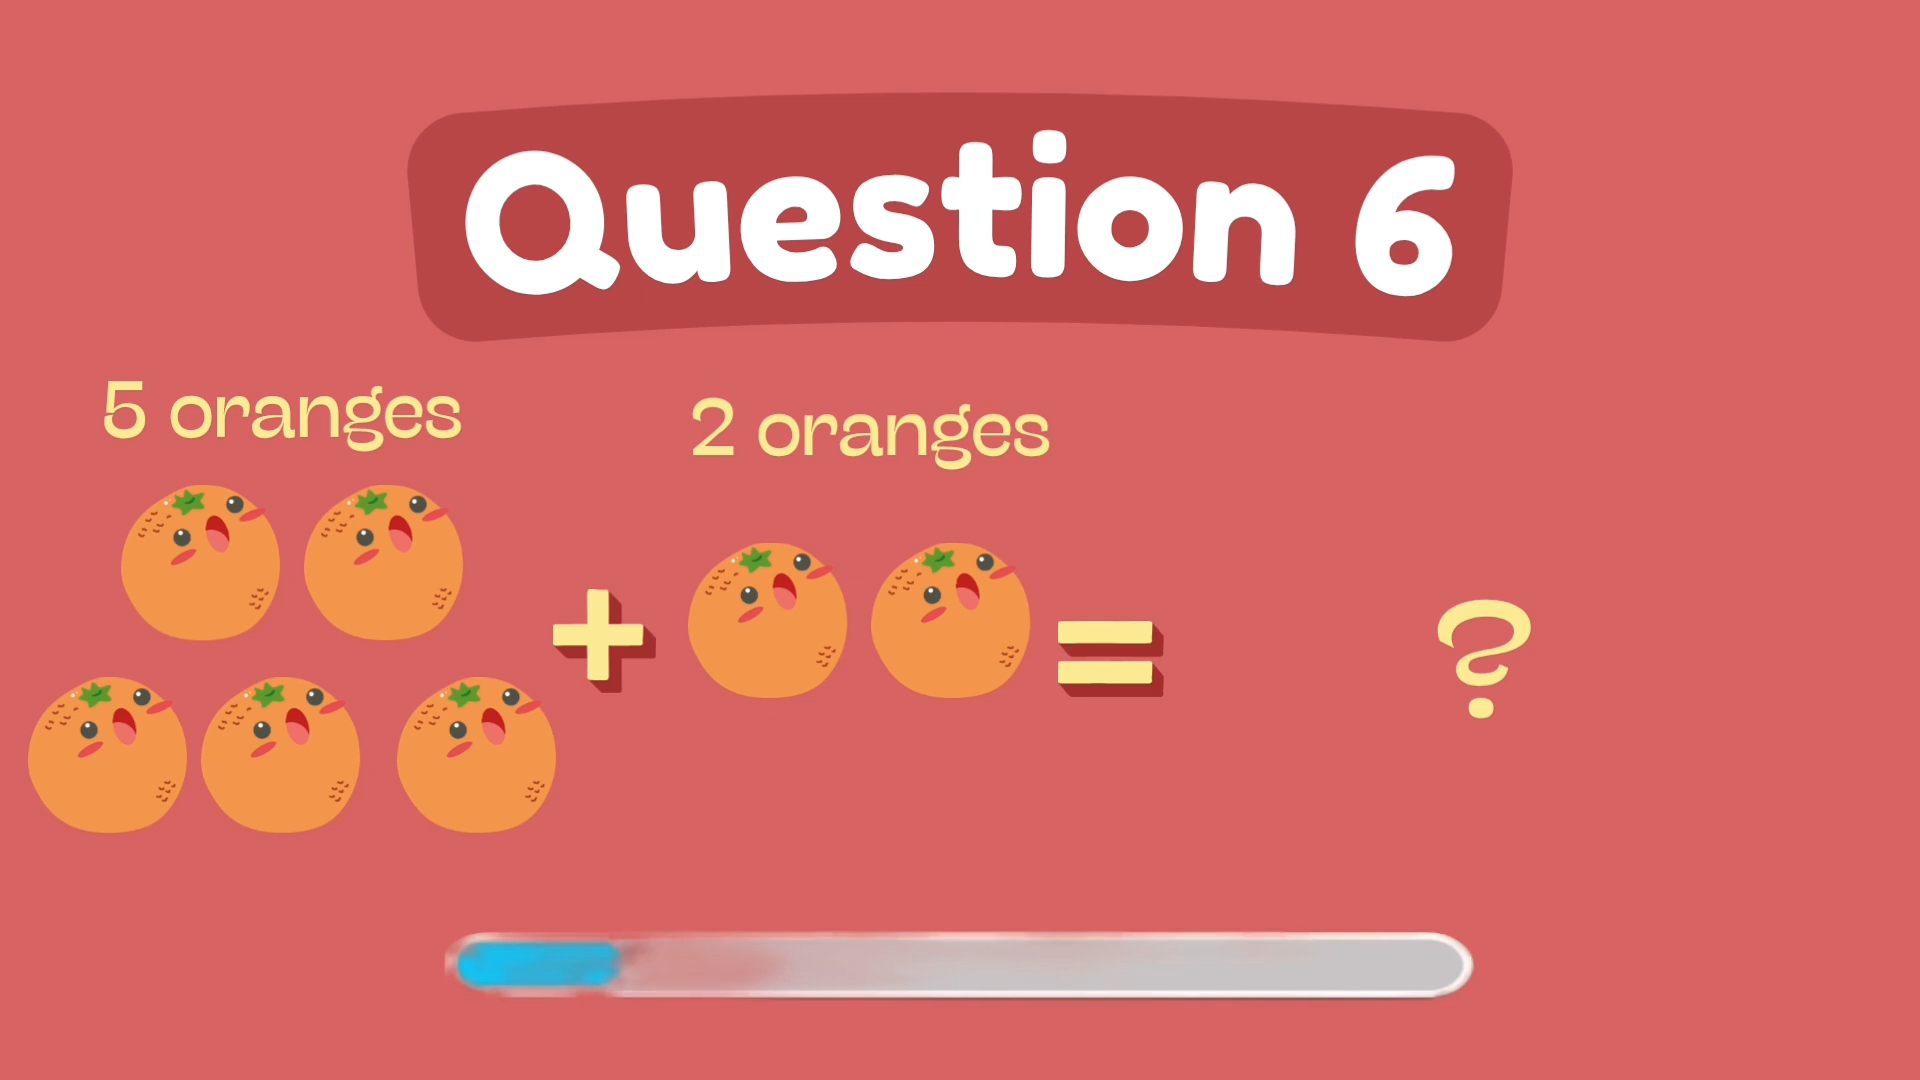 Question 6
5 oranges
2 oranges
+
=
?